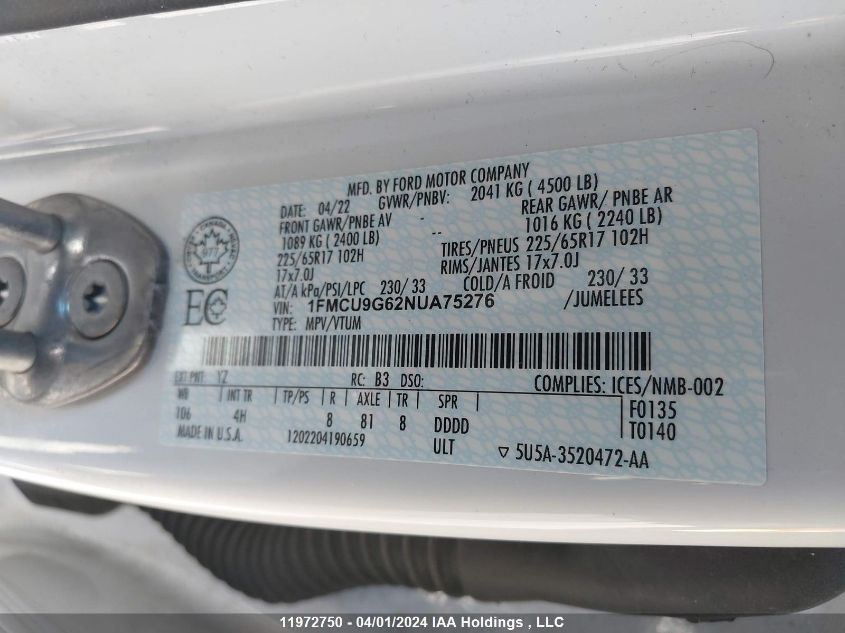 MFD. BY FORD MOTOR COMPANY
DATE: 04/22 GVWR/PNBV: 2041 KG ( 4500 LB)
FRONT GAWR/PNBE AV -- REAR GAWR/ PNBE AR
1089 KG ( 2400 LB) -- 1016 KG ( 2240 LB)
225/65R17 102H TIRES/PNEUS 225/65R17 102H
17x7.0J RIMS/JANTES 17x7.0J
AT/A kPa/PSI/LPC 230/ 33 COLD/A FROID 230/ 33
VIN: 1FMCU9G62NUA75276 /JUMELEES
TYPE: MPV/VTUM
EC
EXT PNT: YZ RC: B3 DSO: COMPLIES: ICES/NMB-002
WB INT TR TP/PS R AXLE TR SPR F0135
106 4H 8 81 8 DDDD T0140
MADE IN U.S.A. 1202204190659 ULT ▽ 5U5A-3520472-AA
11972750 - 04/01/2024 IAA Holdings , LLC